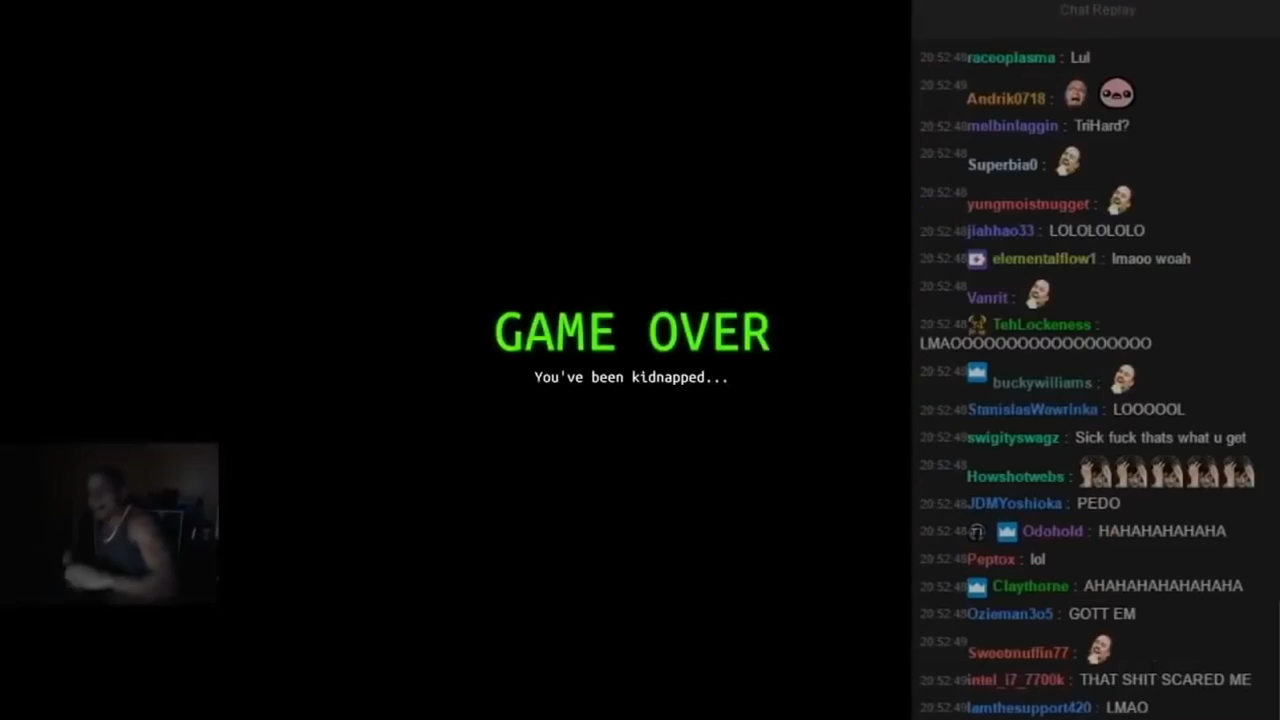 Chat Replay
20:52:48 raceoplasma : Lul
20:52:49 Andrik0718 :
20:52:48 melbinlaggin : TriHard?
20:52:48 Superbia0 :
20:52:48 yungmoistnugget :
20:52:48 jiahhao33 : LOLOLOLOLO
20:52:48 elementalflow1 : lmaoo woah
20:52:48 Vanrit :
20:52:48 TehLockeness :
LMAOOOOOOOOOOOOOOOOOO
20:52:49 buckywilliams :
20:52:48 StanislasWawrInka : LOOOOOL
20:52:48 swigityswagz : Sick fuck thats what u get
20:52:48 Howshotwebs :
20:52:48 JDMYoshioka : PEDO
20:52:48 Odohold : HAHAHAHAHAHA
20:52:48 Peptox : lol
20:52:48 Claythorne : AHAHAHAHAHAHAHA
20:52:48 Ozieman3o5 : GOTT EM
20:52:49 Sweetmuffin77 :
20:52:49 intel_i7_7700k : THAT SHIT SCARED ME
20:52:49 Iamthesupport420 : LMAO
GAME OVER
You've been kidnapped...